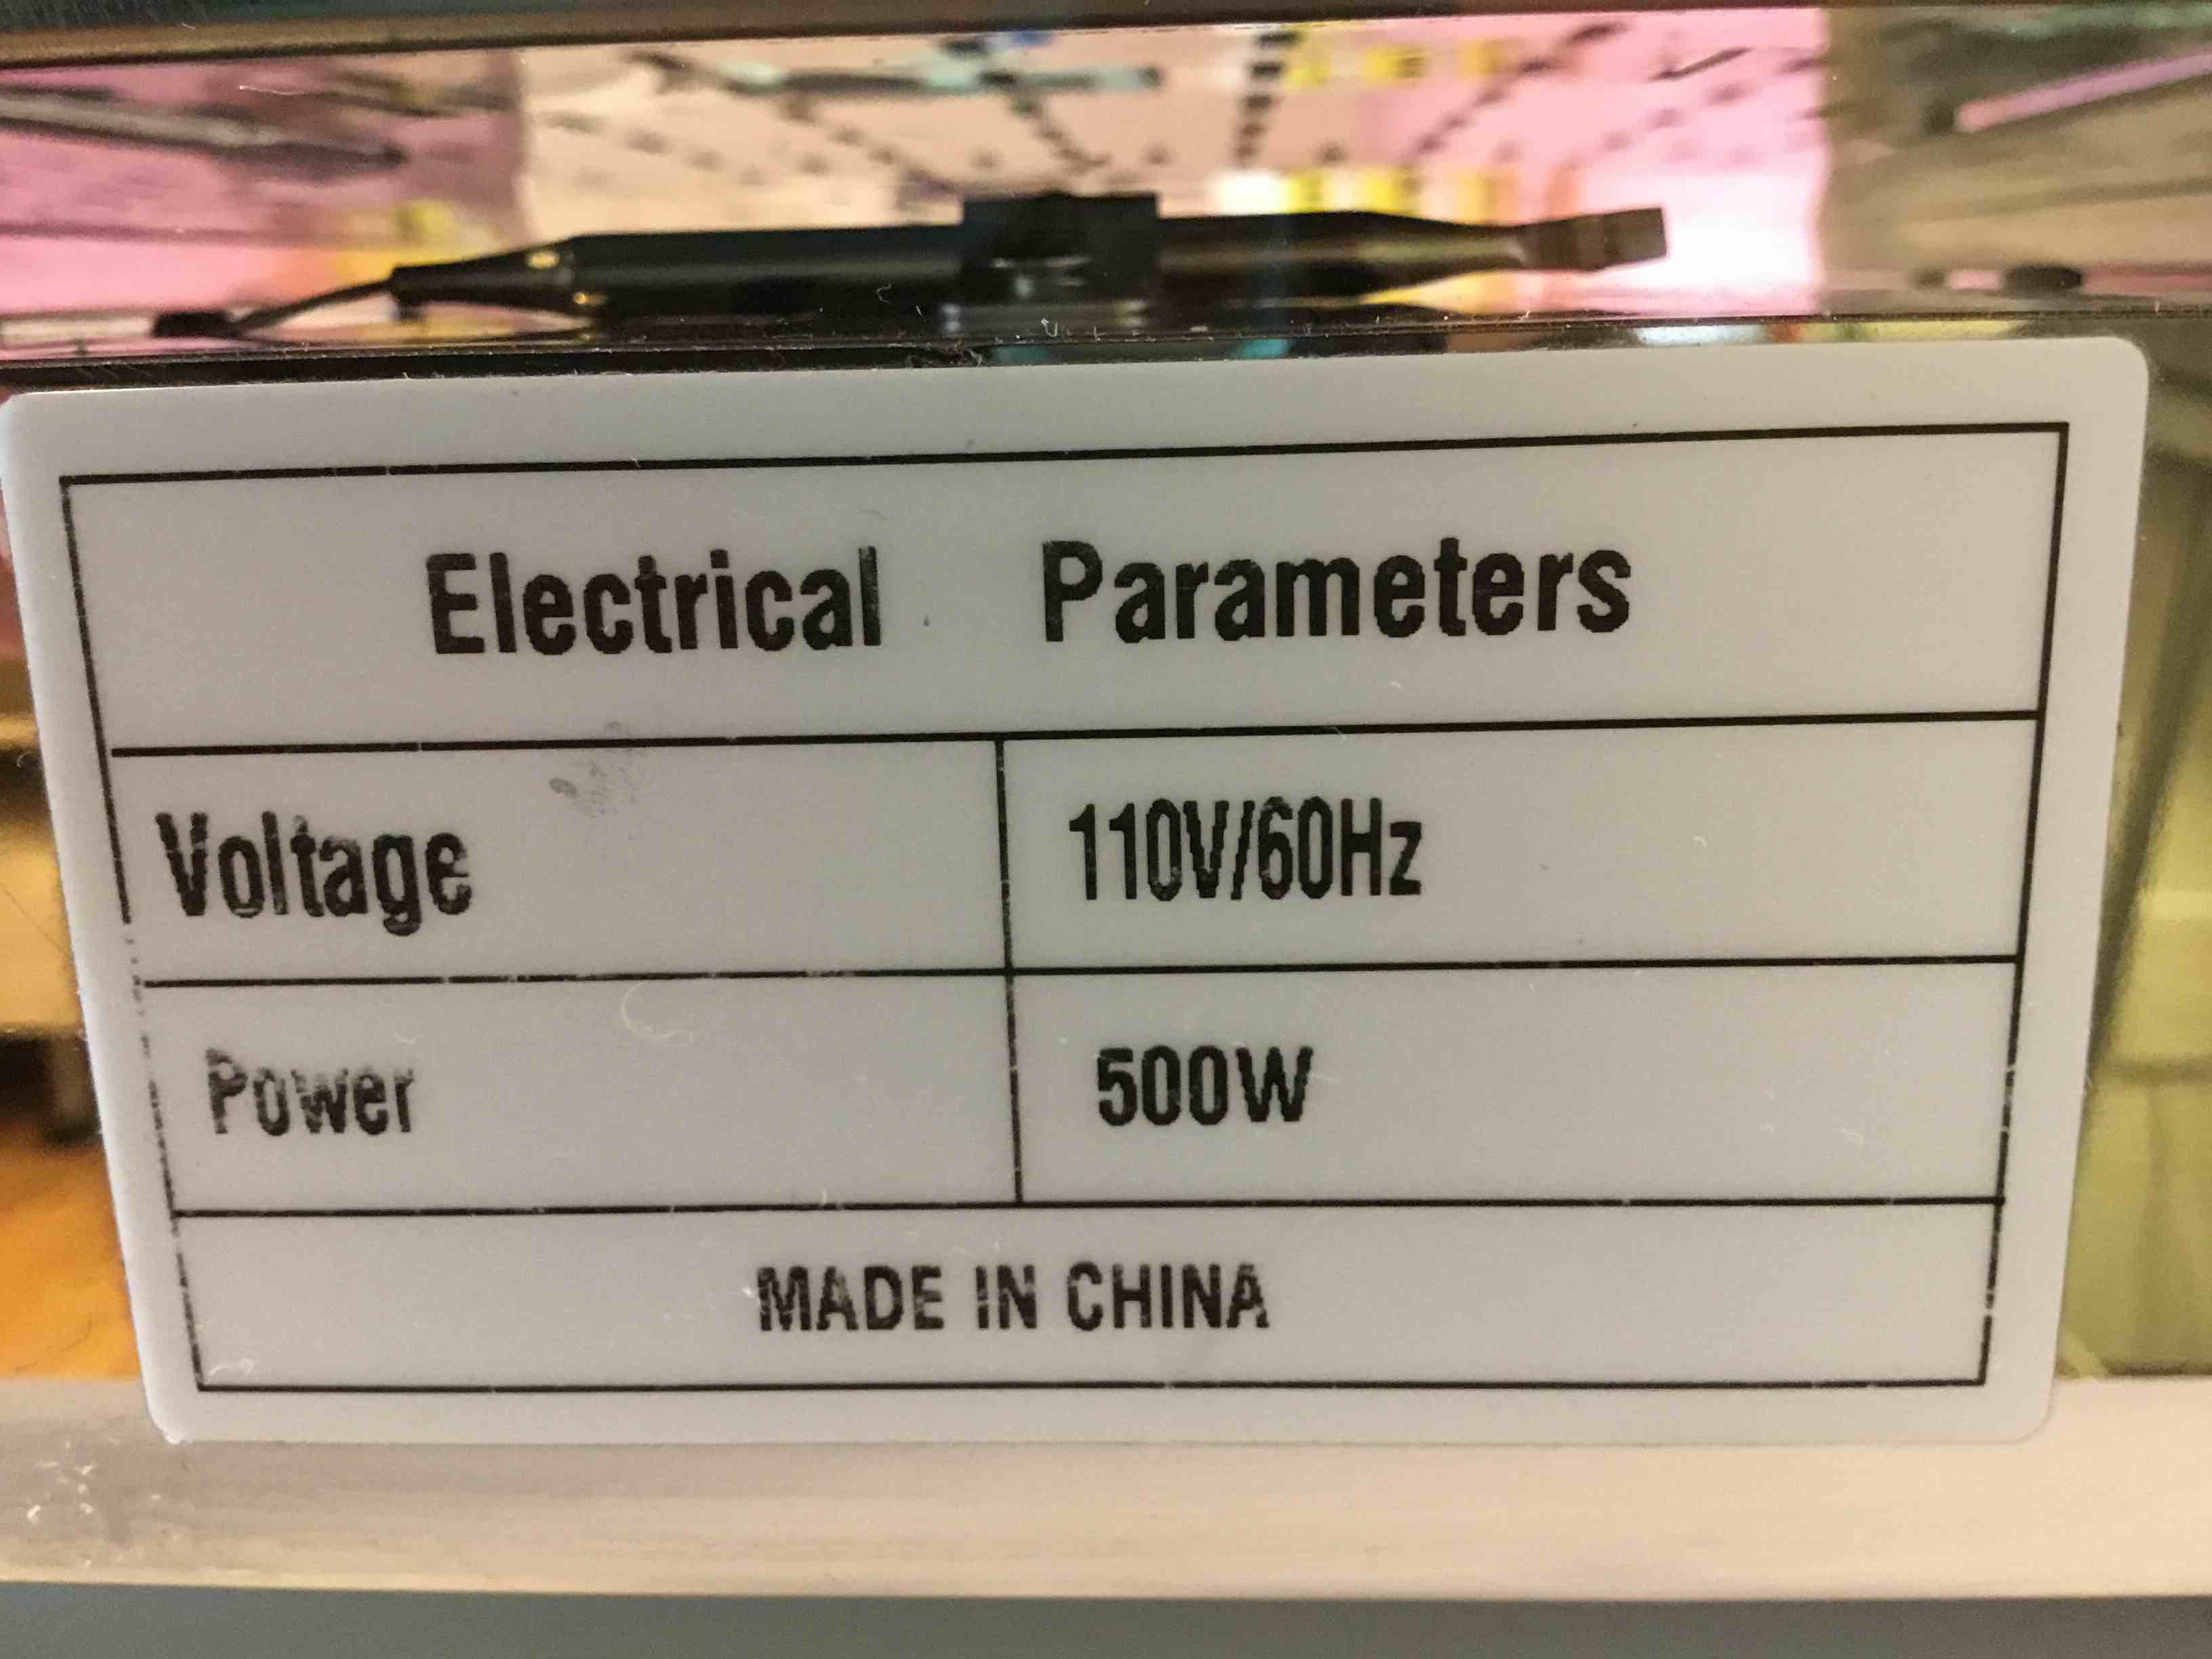 Electrical Parameters
Voltage 110V/60Hz
Power 500W
MADE IN CHINA